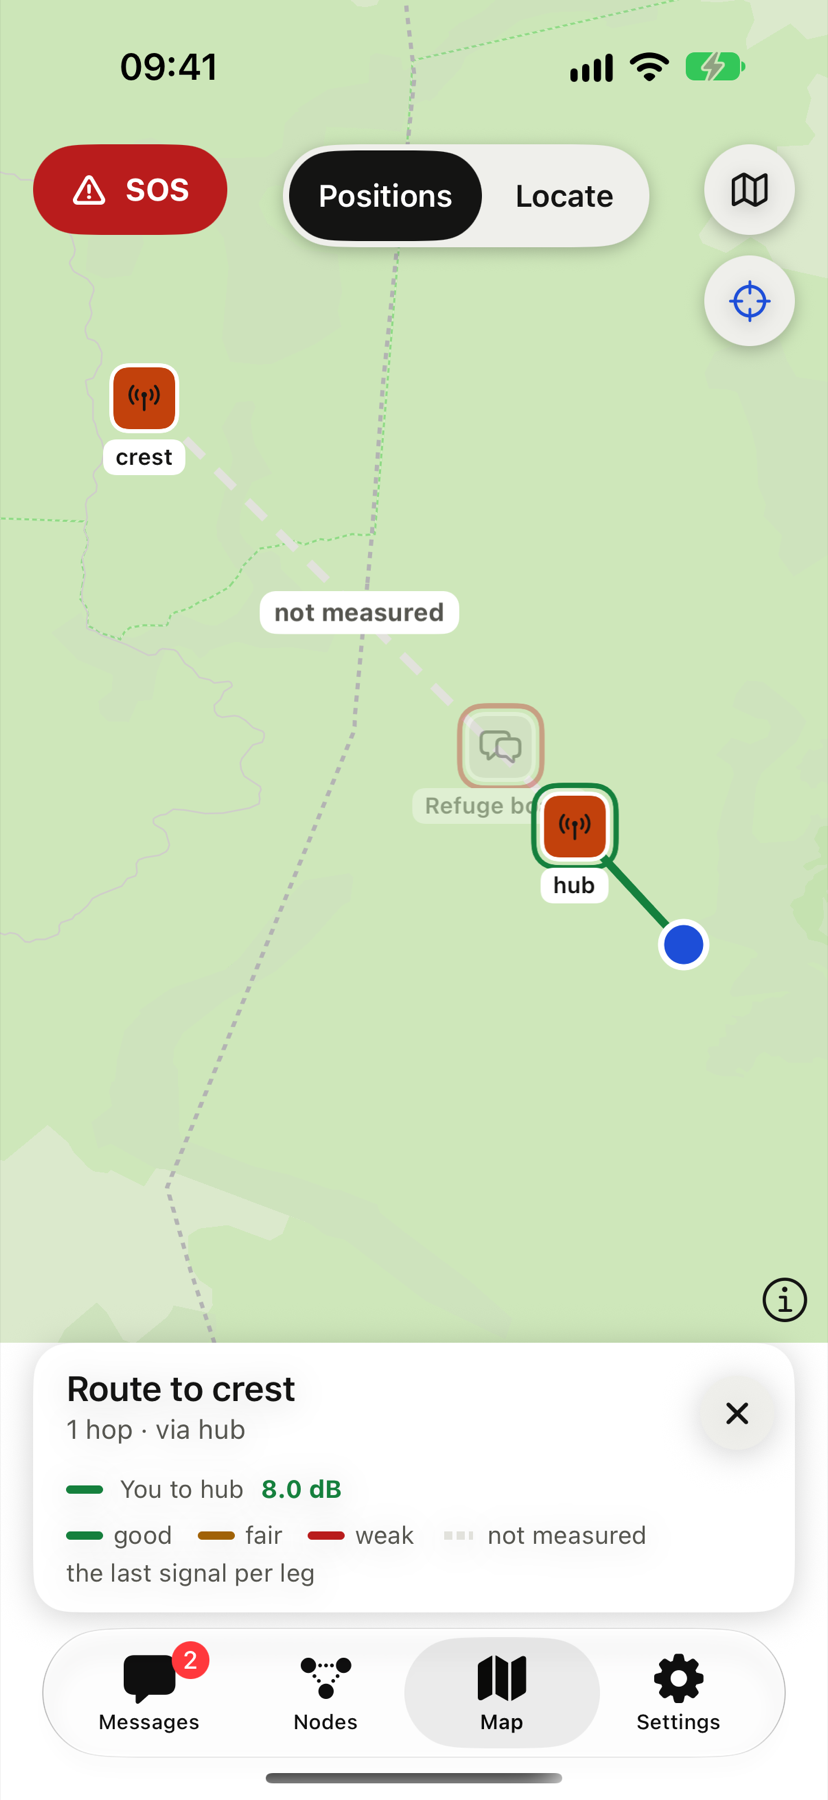 09:41
SOS
Positions
Locate
crest
not measured
Refuge
hub
Route to crest
1 hop · via hub
You to hub 8.0 dB
good fair weak not measured
the last signal per leg
2
Messages
Nodes
Map
Settings